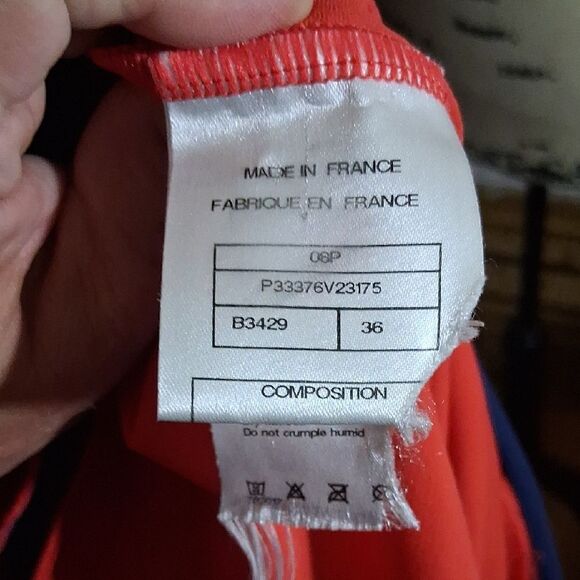 MADE IN FRANCE
FABRIQUE EN FRANCE
08P
P33376V23175
B3429 36
COMPOSITION
Do not crumple humid